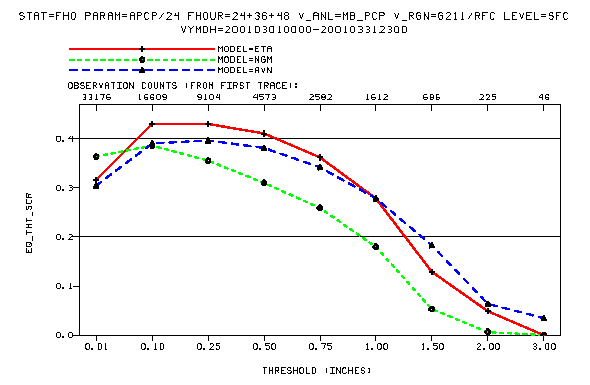 STAT=FHO PARAM=APCP/24 FHOUR=24+36+48 V_ANL=MB_PCP V_RGN=G211/RFC LEVEL=SFC
VYMDH=200103010000-200103312300
MODEL=ETA
MODEL=NGM
MODEL=AVN
OBSERVATION COUNTS (FROM FIRST TRACE):
33176 16609 9104 4573 2502 1612 606 225 46
0.4
0.3
0.2
0.1
0.0
EQ_THT_SCR
0.01 0.10 0.25 0.50 0.75 1.00 1.50 2.00 3.00
THRESHOLD (INCHES)